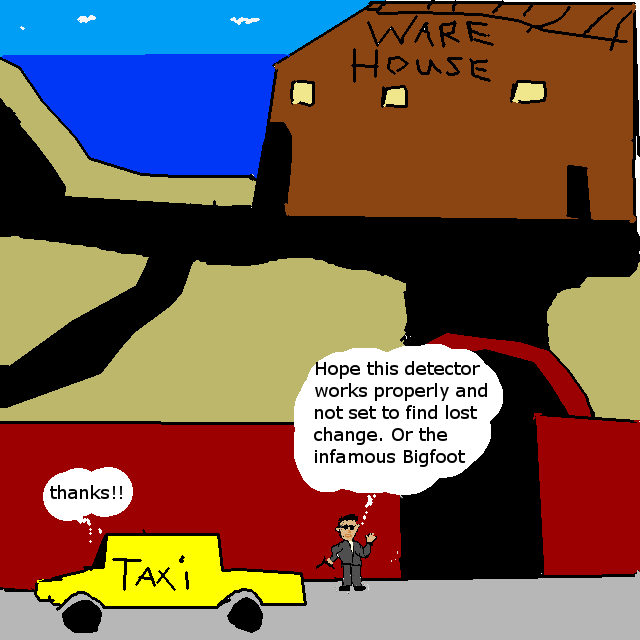 WARE
HOUSE
Hope this detector
works properly and
not set to find lost
change. Or the
infamous Bigfoot
thanks!!
TAXi